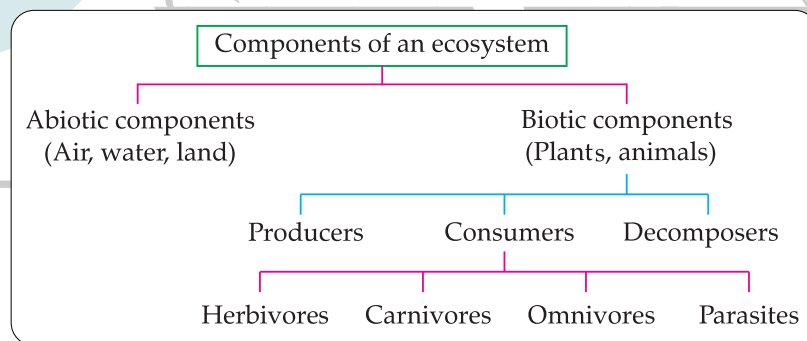 Components of an ecosystem
Abiotic components
(Air, water, land)
Biotic components
(Plants, animals)
Producers
Consumers
Decomposers
Herbivores
Carnivores
Omnivores
Parasites